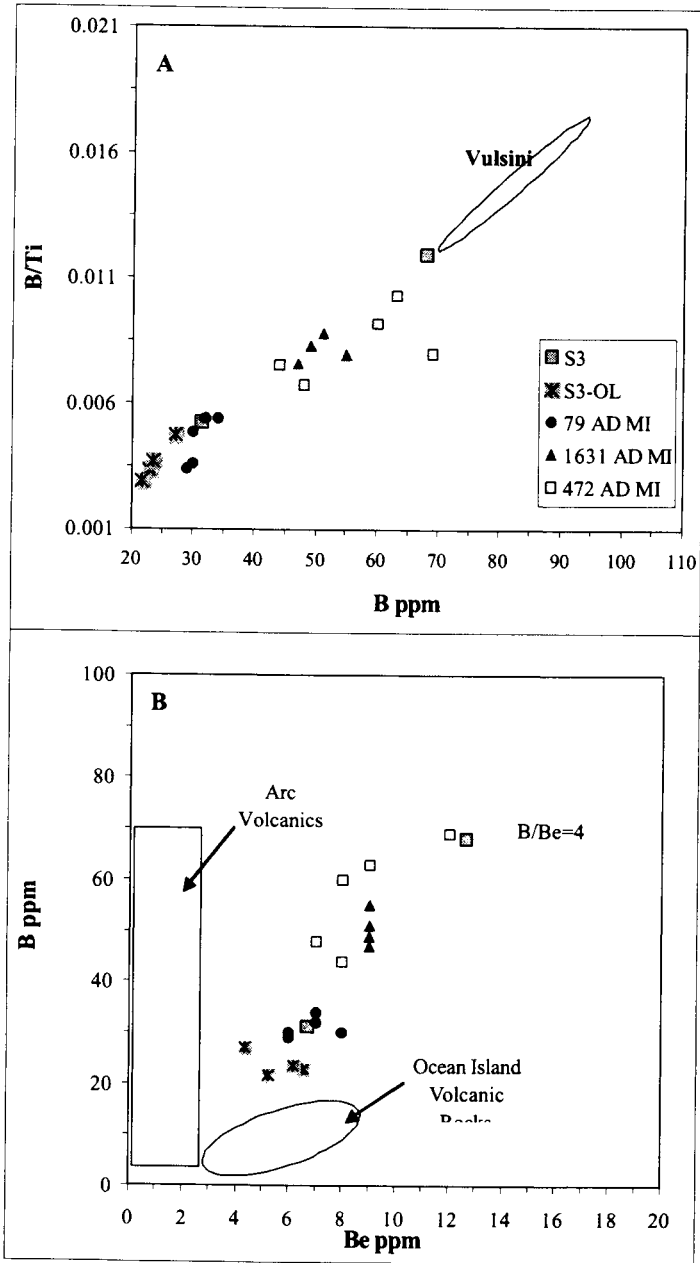 0.021
A
0.016
Vulsini
0.011
0.006
0.001
B/Ti
S3
S3-OL
79 AD MI
1631 AD MI
472 AD MI
20 30 40 50 60 70 80 90 100 110
B ppm
100
B
80
60
40
20
0
B ppm
Arc
Volcanics
B/Be=4
Ocean Island
Volcanic
0 2 4 6 8 10 12 14 16 18 20
Be ppm